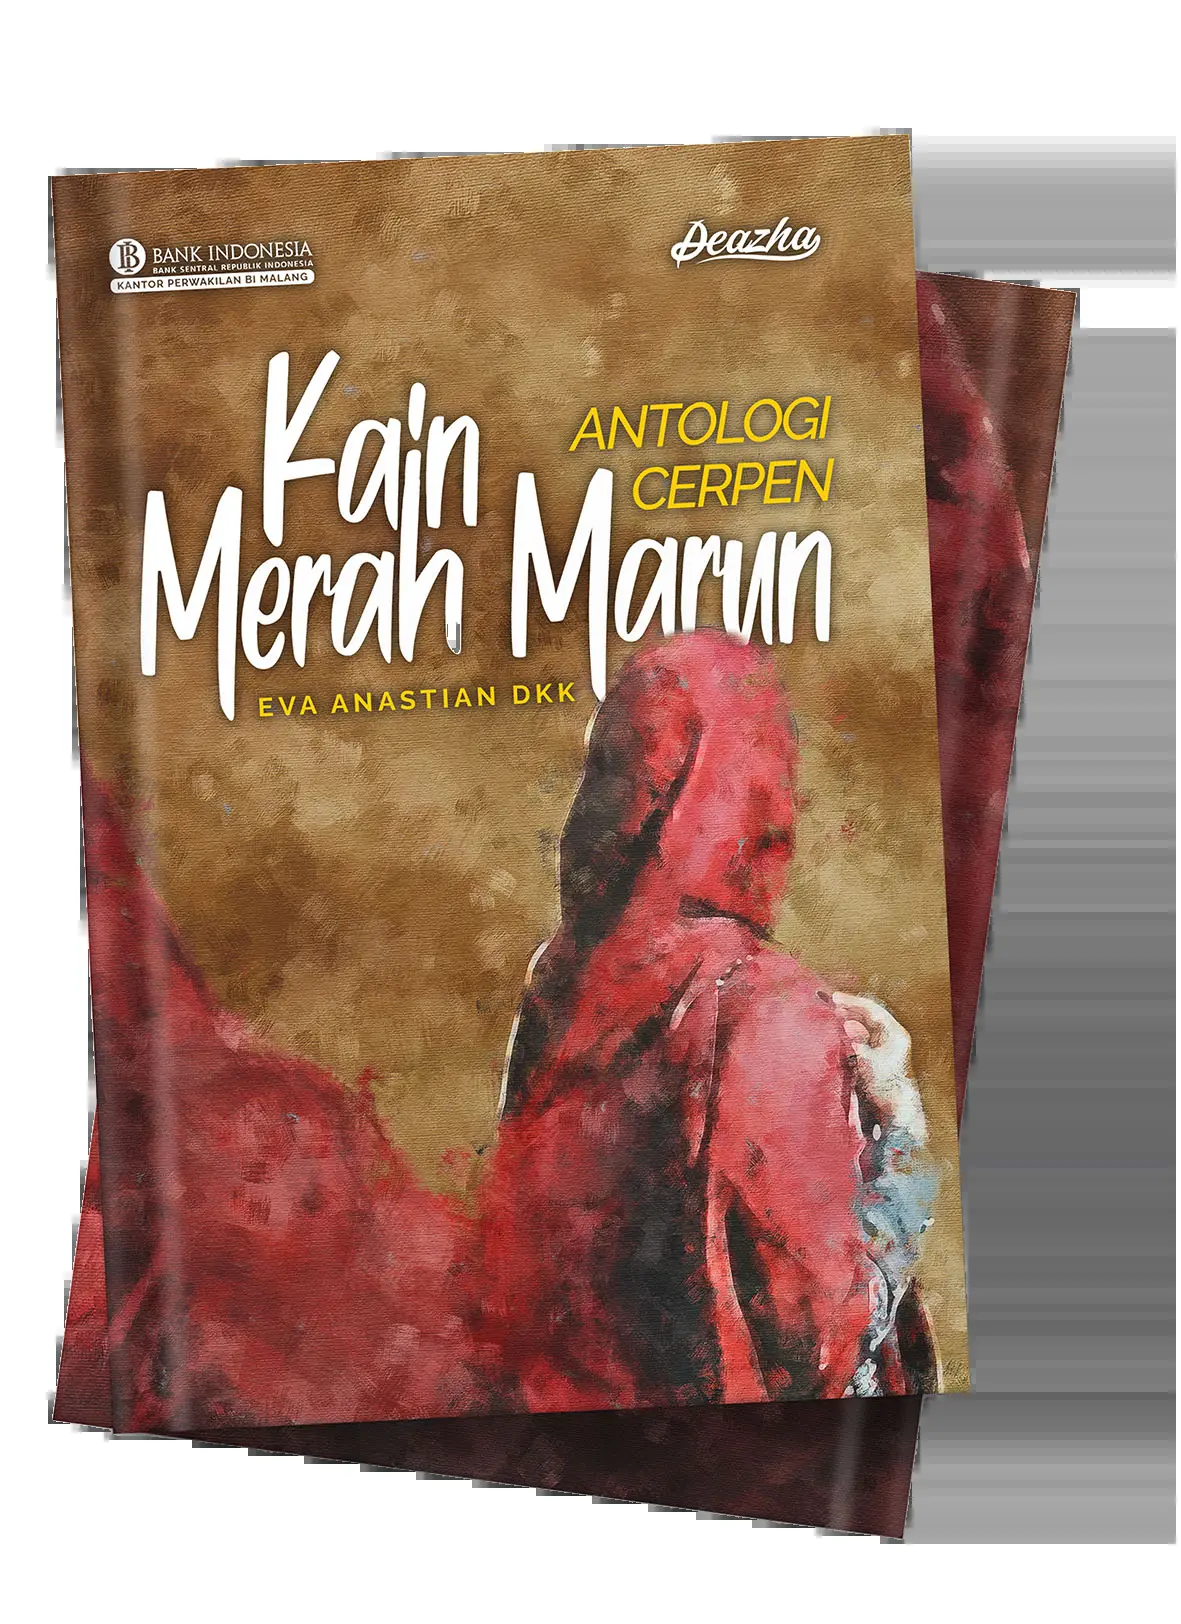 BANK INDONESIA
BANK SENTRAL REPUBLIK INDONESIA
KANTOR PERWAKILAN BI MALANG
Deazha
Kain
ANTOLOGI
CERPEN
Merah Marun
EVA ANASTIAN DKK